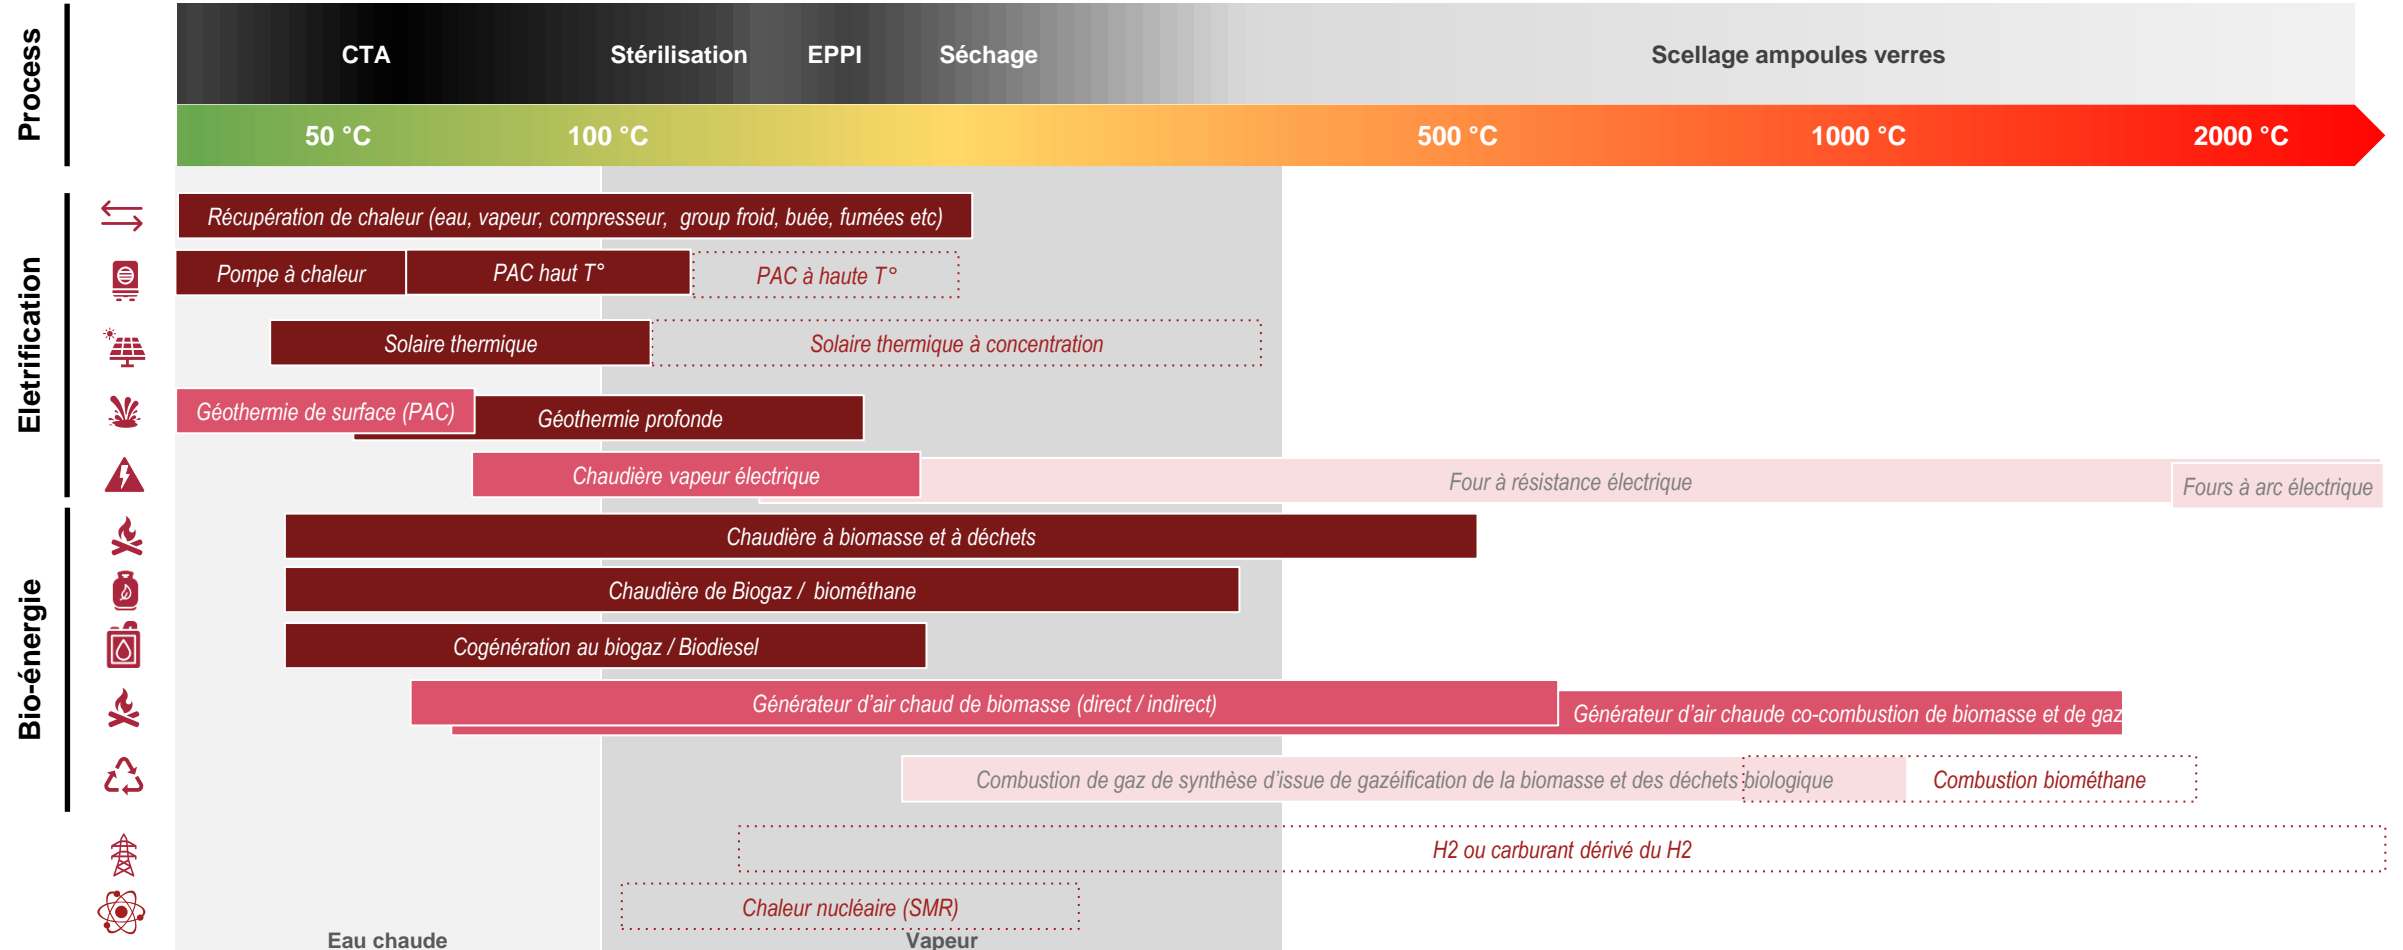 Process
CTA
Stérilisation
EPPI
Séchage
Scellage ampoules verres
50 °C
100 °C
500 °C
1000 °C
2000 °C
Eletrification
Récupération de chaleur (eau, vapeur, compresseur, group froid, buée, fumées etc)
Pompe à chaleur
PAC haut T°
PAC à haute T°
Solaire thermique
Solaire thermique à concentration
Géothermie de surface (PAC)
Géothermie profonde
Chaudière vapeur électrique
Four à résistance électrique
Fours à arc électrique
Bio-énergie
Chaudière à biomasse et à déchets
Chaudière de Biogaz / biométhane
Cogénération au biogaz / Biodiesel
Générateur d'air chaud de biomasse (direct / indirect)
Générateur d'air chaude co-combustion de biomasse et de gaz
Combustion de gaz de synthèse d'issue de gazéification de la biomasse et des déchets biologique
Combustion biométhane
H2 ou carburant dérivé du H2
Chaleur nucléaire (SMR)
Eau chaude
Vapeur